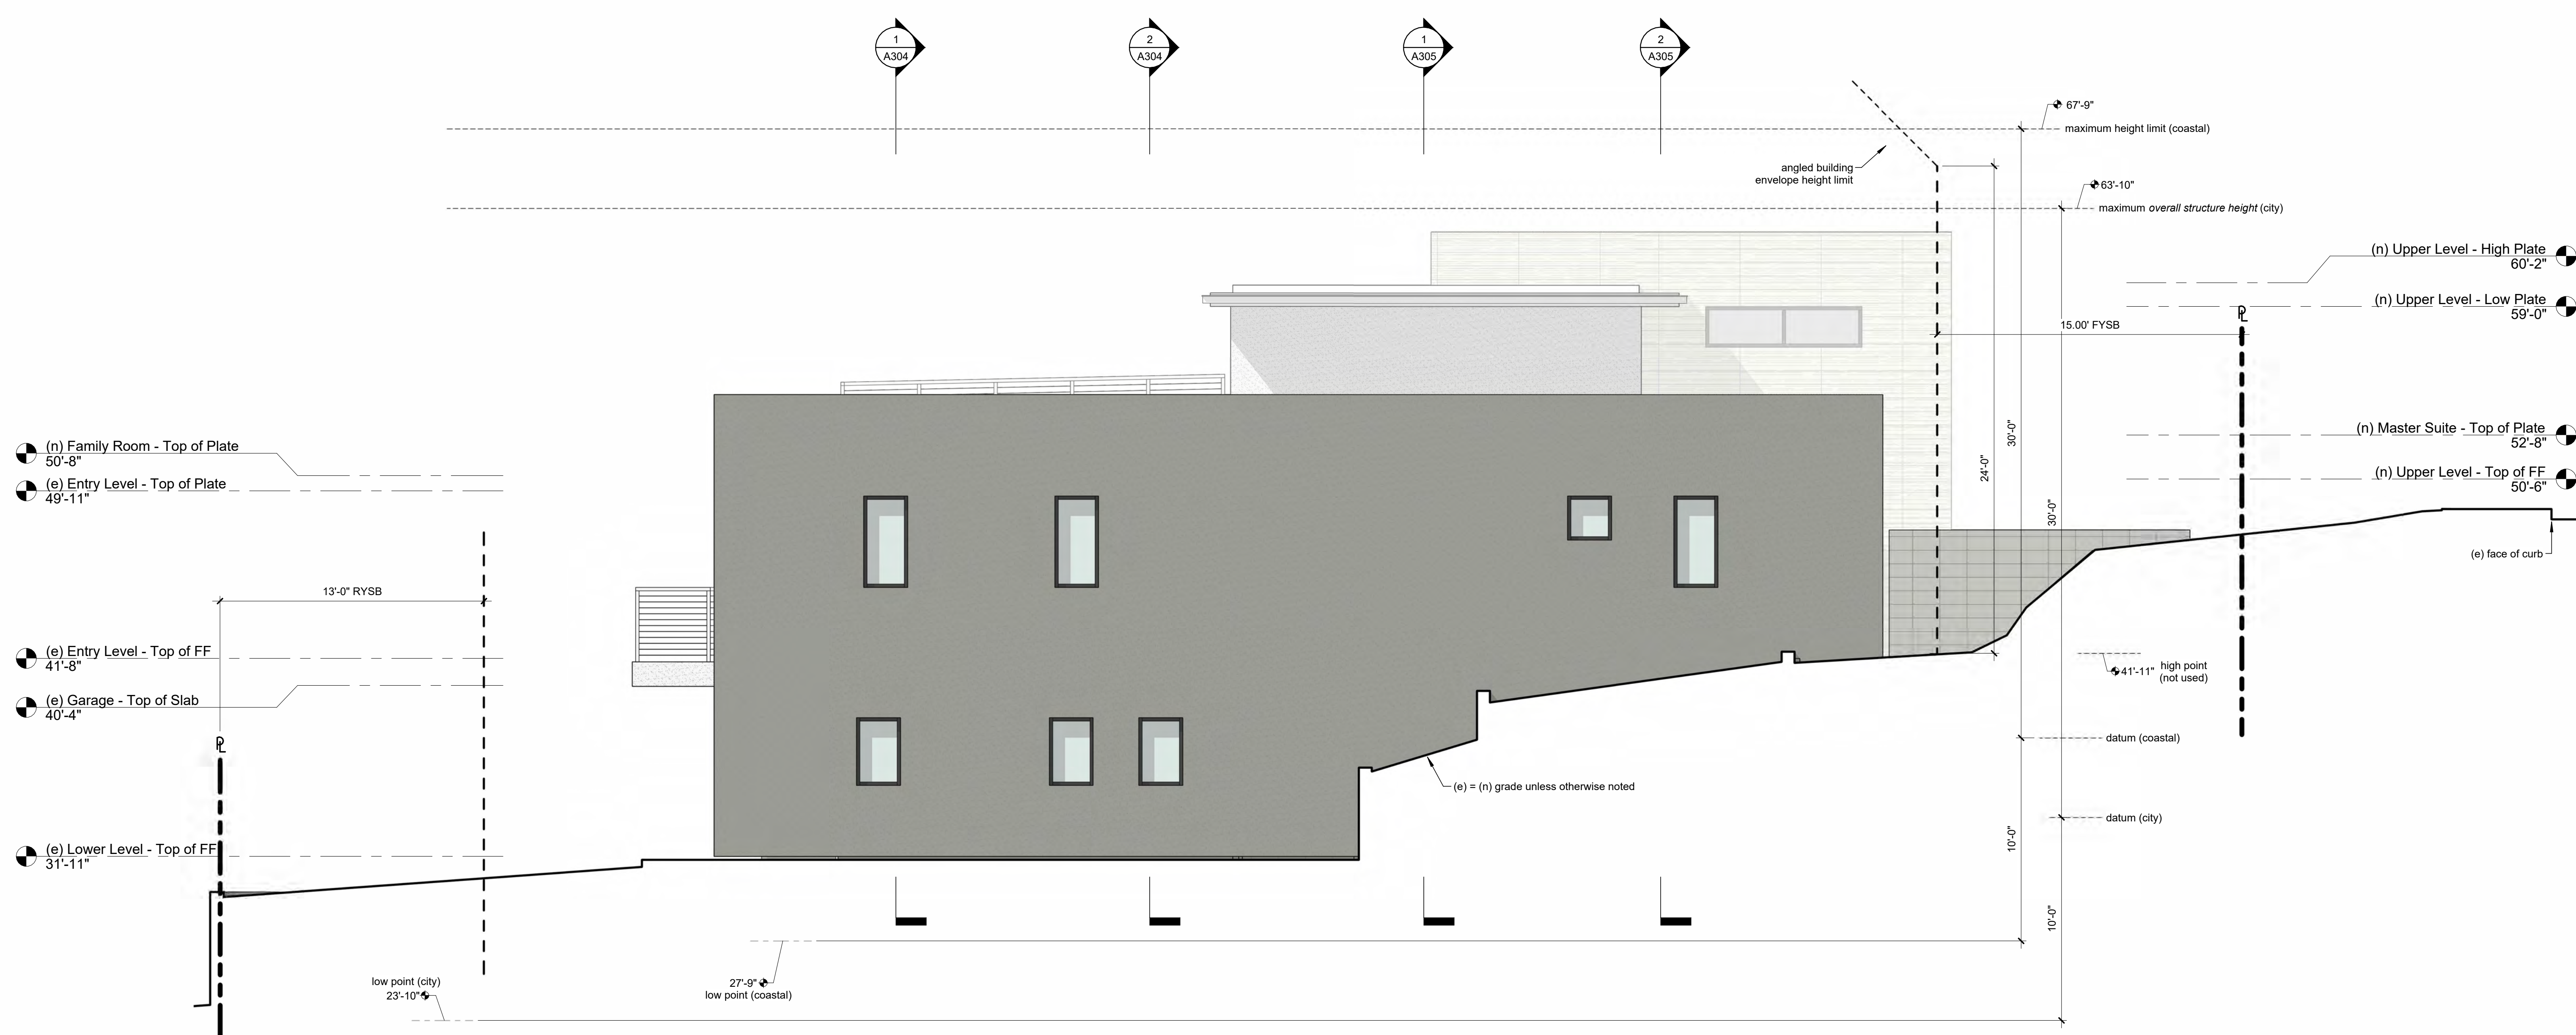 1
A304
2
A304
1
A305
2
A305
67'-9"
maximum height limit (coastal)
angled building
envelope height limit
63'-10"
maximum overall structure height (city)
(n) Upper Level - High Plate
60'-2"
(n) Upper Level - Low Plate
59'-0"
PL
15.00' FYSB
(n) Master Suite - Top of Plate
52'-8"
(n) Upper Level - Top of FF
50'-6"
30'-0"
24'-0"
30'-0"
(e) face of curb
(n) Family Room - Top of Plate
50'-8"
(e) Entry Level - Top of Plate
49'-11"
13'-0" RYSB
(e) Entry Level - Top of FF
41'-8"
(e) Garage - Top of Slab
40'-4"
PL
41'-11"
high point
(not used)
datum (coastal)
(e) = (n) grade unless otherwise noted
datum (city)
10'-0"
(e) Lower Level - Top of FF
31'-11"
10'-0"
low point (city)
23'-10"
27'-9"
low point (coastal)